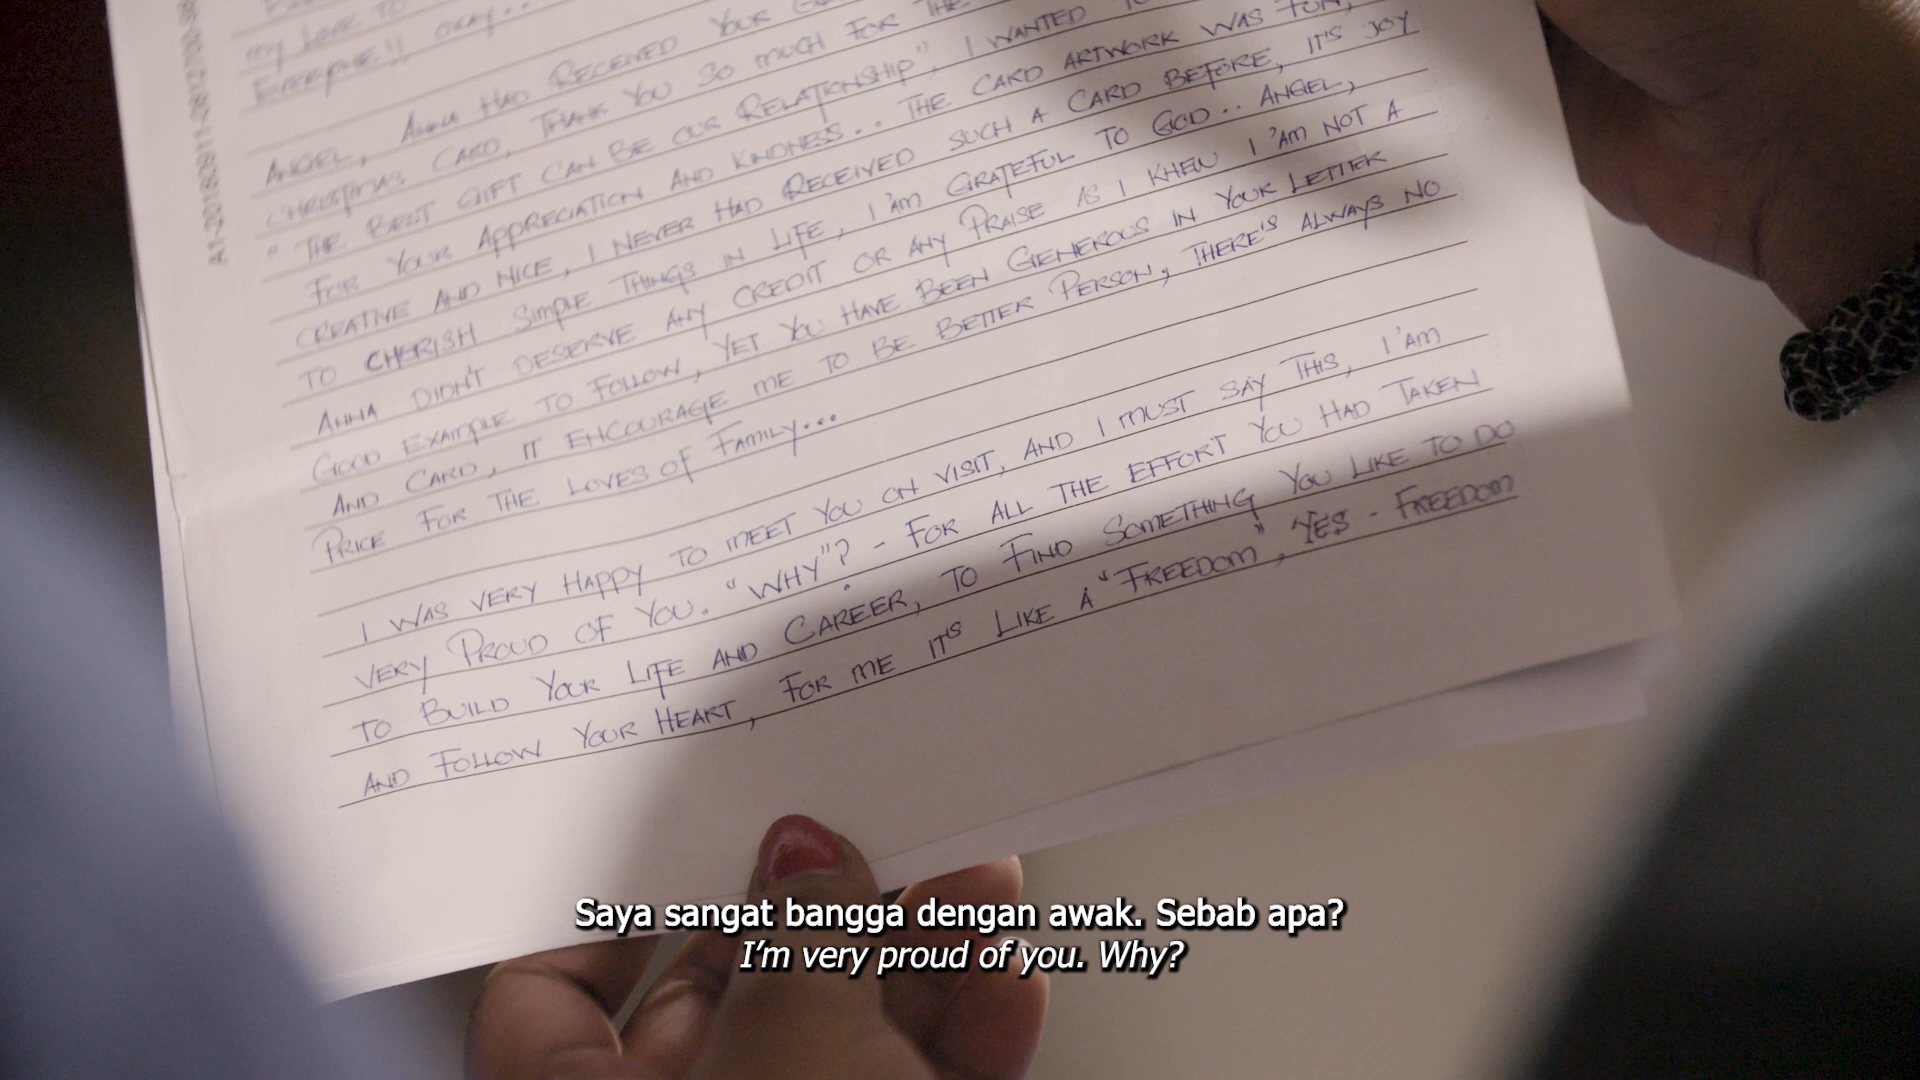 my love to
Everyone!! okay..
Angel, Anna had received your
Christmas card, thank you so much for the
"The best gift can be our relationship", I wanted to
for your appreciation and kindness.. The card artwork was fun,
creative and nice, I never had received such a card before, it's joy
to cherish simple things in life, I'am grateful to God.. Angel,
Anna didn't deserve any credit or any praise as I khew I'am not a
good example to follow, yet you have been generous in your letter
and card, it encourage me to be better person, there's always no
price for the loves of family...
I was very happy to meet you on visit, and I must say this, I'am
very proud of you. "Why"? - For all the effort you had taken
to build your life and career, to find something you like to do
and follow your heart, for me it's like a "freedom", yes - freedom
Saya sangat bangga dengan awak. Sebab apa?
I'm very proud of you. Why?